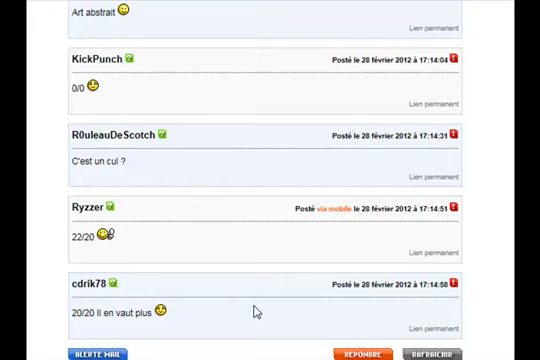 Art abstrait
Lien permanent
KickPunch
Posté le 28 février 2012 à 17:14:04
0/0
Lien permanent
R0uleauDeScotch
Posté le 28 février 2012 à 17:14:31
C'est un cul ?
Lien permanent
Ryzzer
Posté via mobile le 28 février 2012 à 17:14:51
22/20
Lien permanent
cdrik78
Posté le 28 février 2012 à 17:14:58
20/20 Il en vaut plus
Lien permanent
ALERTE MAIL
RÉPONDRE
RAFRAICHIR